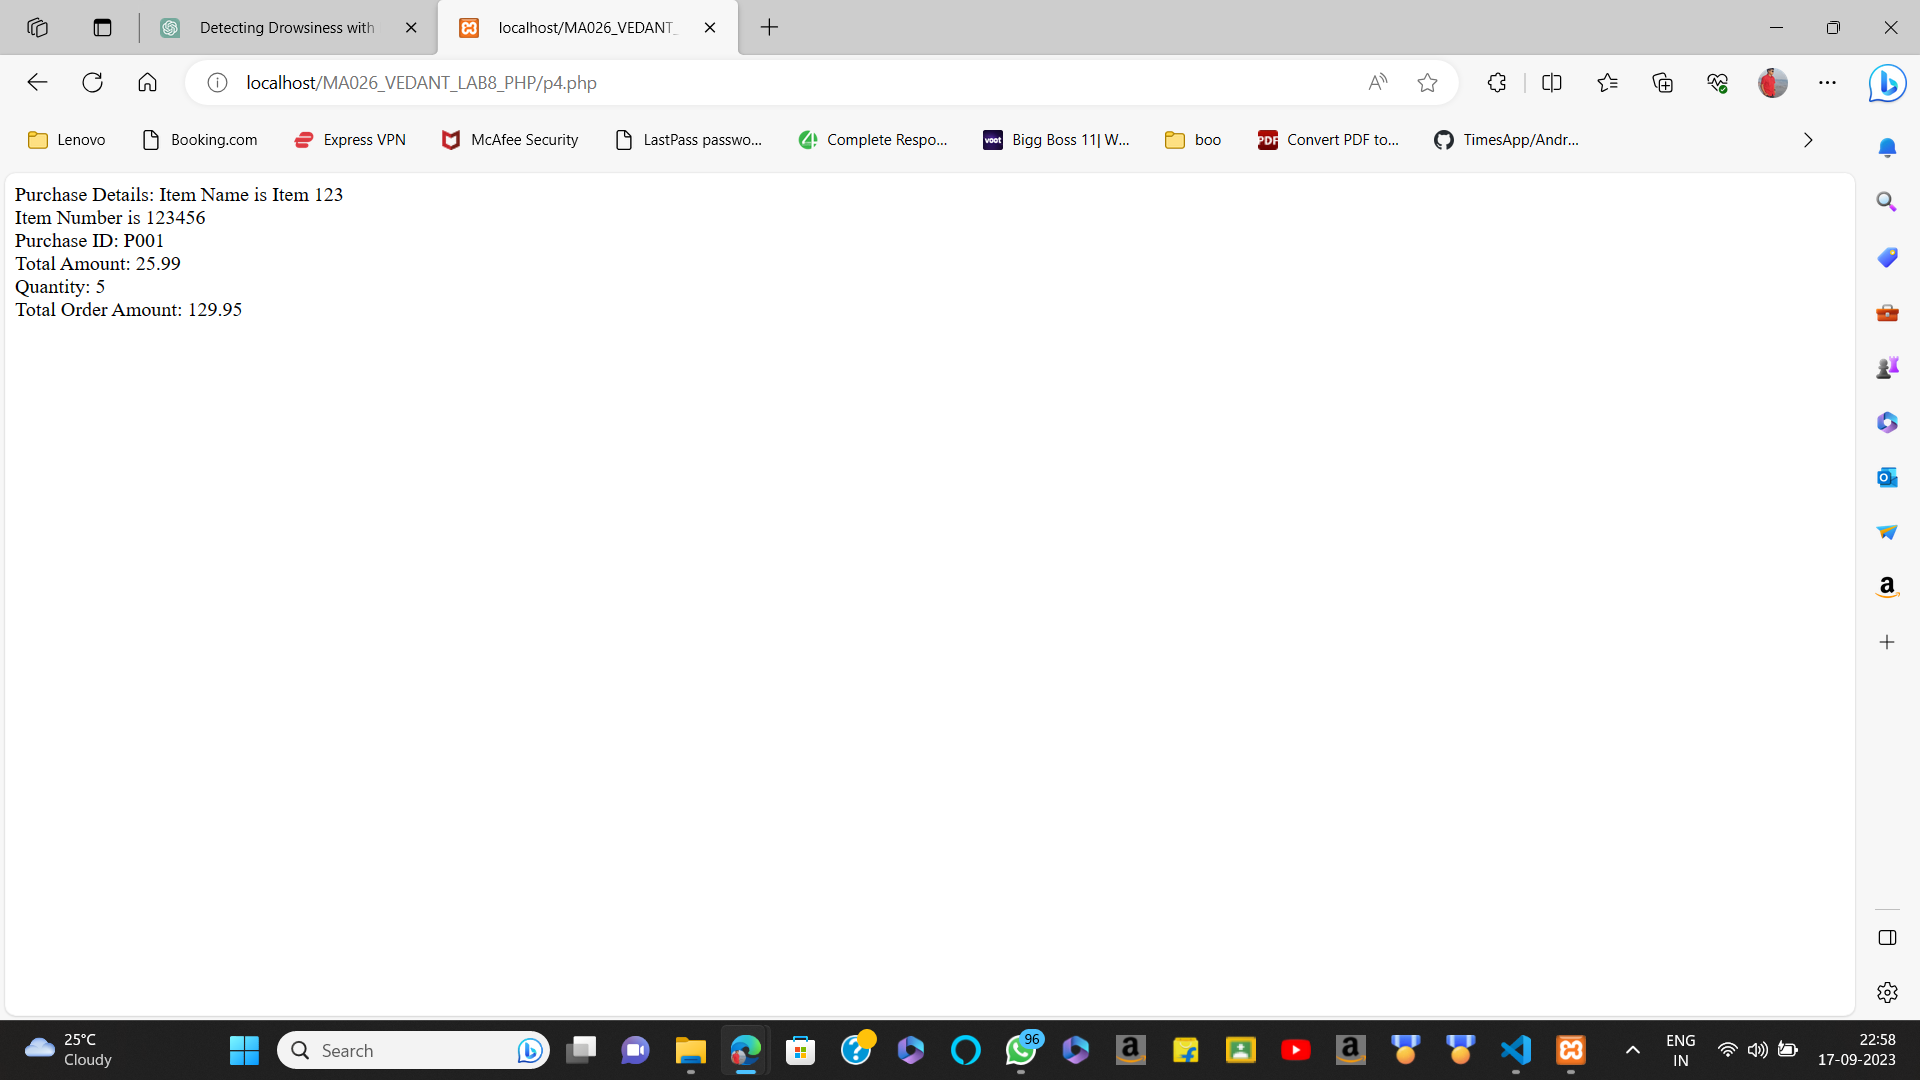 Detecting Drowsiness with
localhost/MA026_VEDANT_
localhost/MA026_VEDANT_LAB8_PHP/p4.php
Lenovo
Booking.com
Express VPN
McAfee Security
LastPass passwo...
Complete Respo...
voot
Bigg Boss 11| W...
boo
PDF
Convert PDF to...
TimesApp/Andr...
Purchase Details: Item Name is Item 123
Item Number is 123456
Purchase ID: P001
Total Amount: 25.99
Quantity: 5
Total Order Amount: 129.95
25°C
Cloudy
Search
96
ENG
IN
22:58
17-09-2023